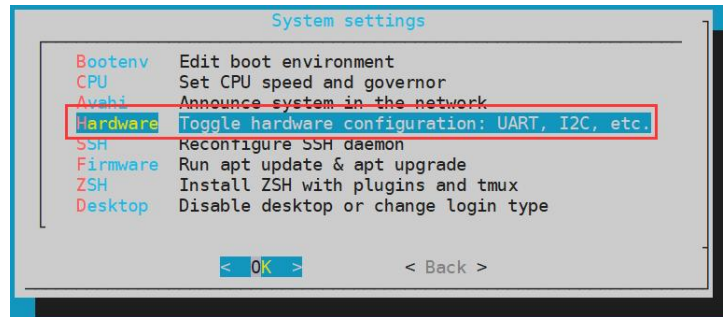 System settings
Bootenv Edit boot environment
CPU Set CPU speed and governor
Avahi Announce system in the network
Hardware Toggle hardware configuration: UART, I2C, etc.
SSH Reconfigure SSH daemon
Firmware Run apt update & apt upgrade
ZSH Install ZSH with plugins and tmux
Desktop Disable desktop or change login type
< OK > < Back >